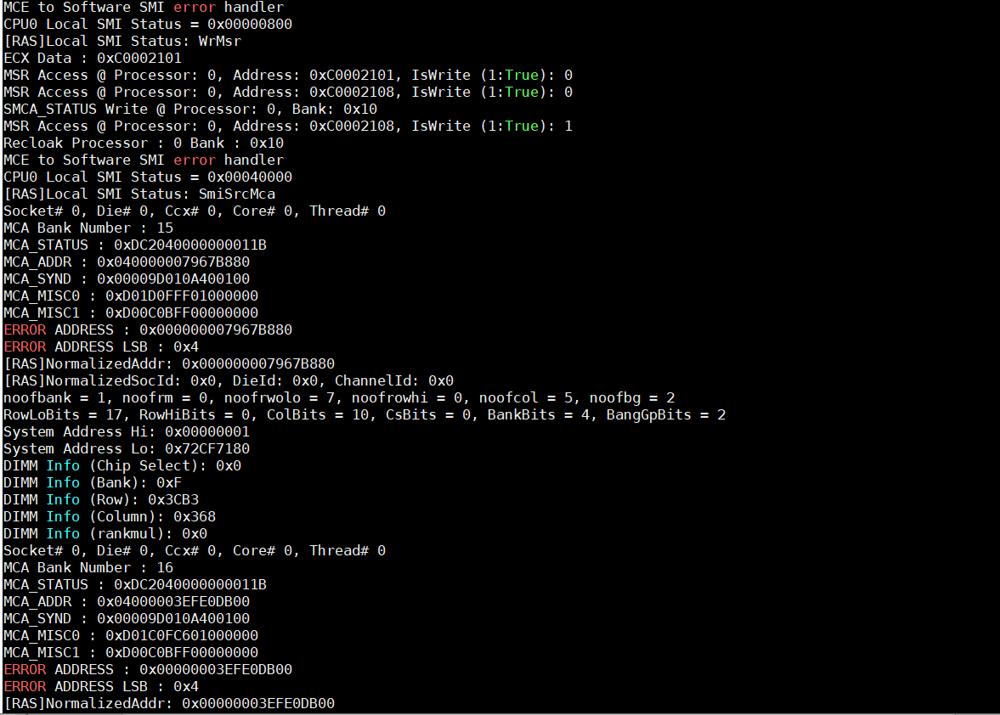 MCE to Software SMI error handler
CPU0 Local SMI Status = 0x00000800
[RAS]Local SMI Status: WrMsr
ECX Data : 0xC0002101
MSR Access @ Processor: 0, Address: 0xC0002101, IsWrite (1:True): 0
MSR Access @ Processor: 0, Address: 0xC0002108, IsWrite (1:True): 0
SMCA_STATUS Write @ Processor: 0, Bank: 0x10
MSR Access @ Processor: 0, Address: 0xC0002108, IsWrite (1:True): 1
Recloak Processor : 0 Bank : 0x10
MCE to Software SMI error handler
CPU0 Local SMI Status = 0x00040000
[RAS]Local SMI Status: SmiSrcMca
Socket# 0, Die# 0, Ccx# 0, Core# 0, Thread# 0
MCA Bank Number : 15
MCA_STATUS : 0xDC2040000000011B
MCA_ADDR : 0x040000007967B880
MCA_SYND : 0x00009D010A400100
MCA_MISC0 : 0xD01D0FFF01000000
MCA_MISC1 : 0xD00C0BFF00000000
ERROR ADDRESS : 0x000000007967B880
ERROR ADDRESS LSB : 0x4
[RAS]NormalizedAddr: 0x000000007967B880
[RAS]NormalizedSocId: 0x0, DieId: 0x0, ChannelId: 0x0
noofbank = 1, noofrm = 0, noofrwolo = 7, noofrowhi = 0, noofcol = 5, noofbg = 2
RowLoBits = 17, RowHiBits = 0, ColBits = 10, CsBits = 0, BankBits = 4, BangGpBits = 2
System Address Hi: 0x00000001
System Address Lo: 0x72CF7180
DIMM Info (Chip Select): 0x0
DIMM Info (Bank): 0xF
DIMM Info (Row): 0x3CB3
DIMM Info (Column): 0x368
DIMM Info (rankmul): 0x0
Socket# 0, Die# 0, Ccx# 0, Core# 0, Thread# 0
MCA Bank Number : 16
MCA_STATUS : 0xDC2040000000011B
MCA_ADDR : 0x04000003EFE0DB00
MCA_SYND : 0x00009D010A400100
MCA_MISC0 : 0xD01C0FC601000000
MCA_MISC1 : 0xD00C0BFF00000000
ERROR ADDRESS : 0x00000003EFE0DB00
ERROR ADDRESS LSB : 0x4
[RAS]NormalizedAddr: 0x00000003EFE0DB00